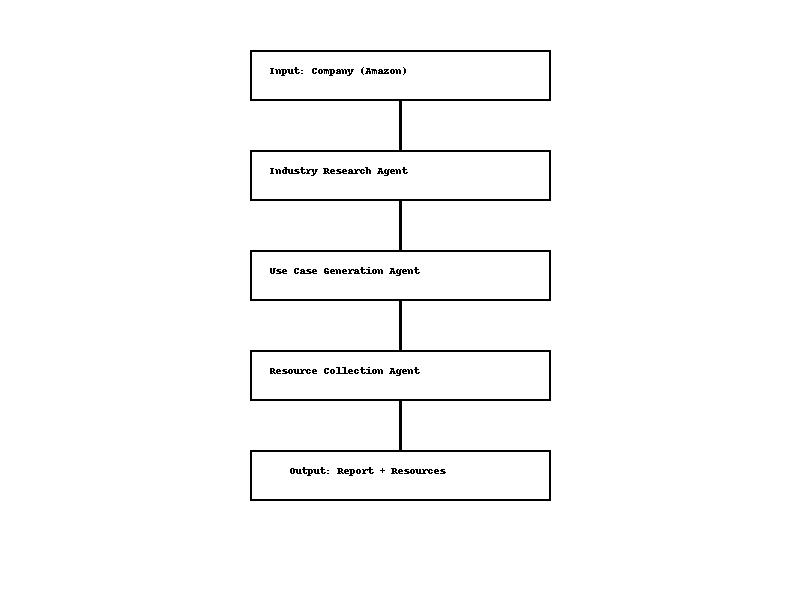 Input: Company (Amazon)
Industry Research Agent
Use Case Generation Agent
Resource Collection Agent
Output: Report + Resources